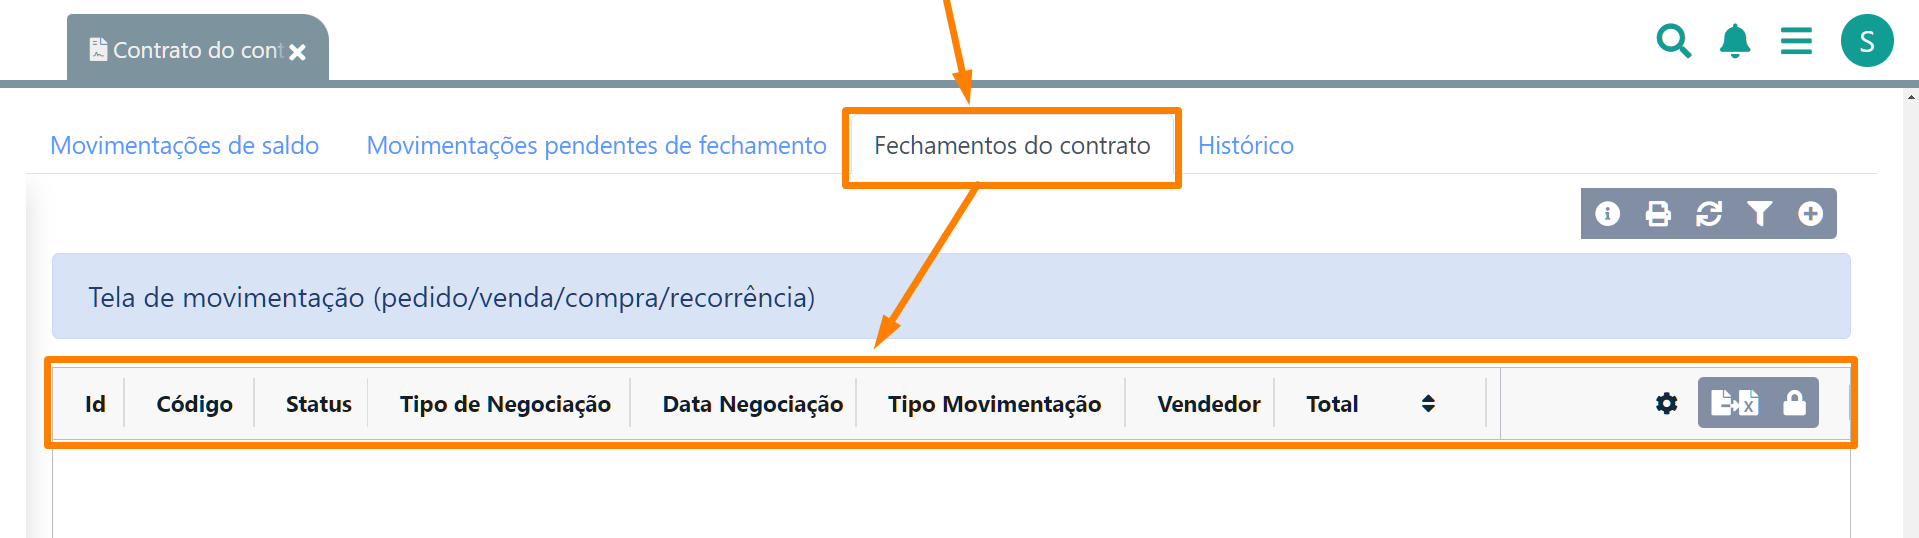 Contrato do cont
S
Movimentações de saldo Movimentações pendentes de fechamento Fechamentos do contrato Histórico
Tela de movimentação (pedido/venda/compra/recorrência)
Id Código Status Tipo de Negociação Data Negociação Tipo Movimentação Vendedor Total